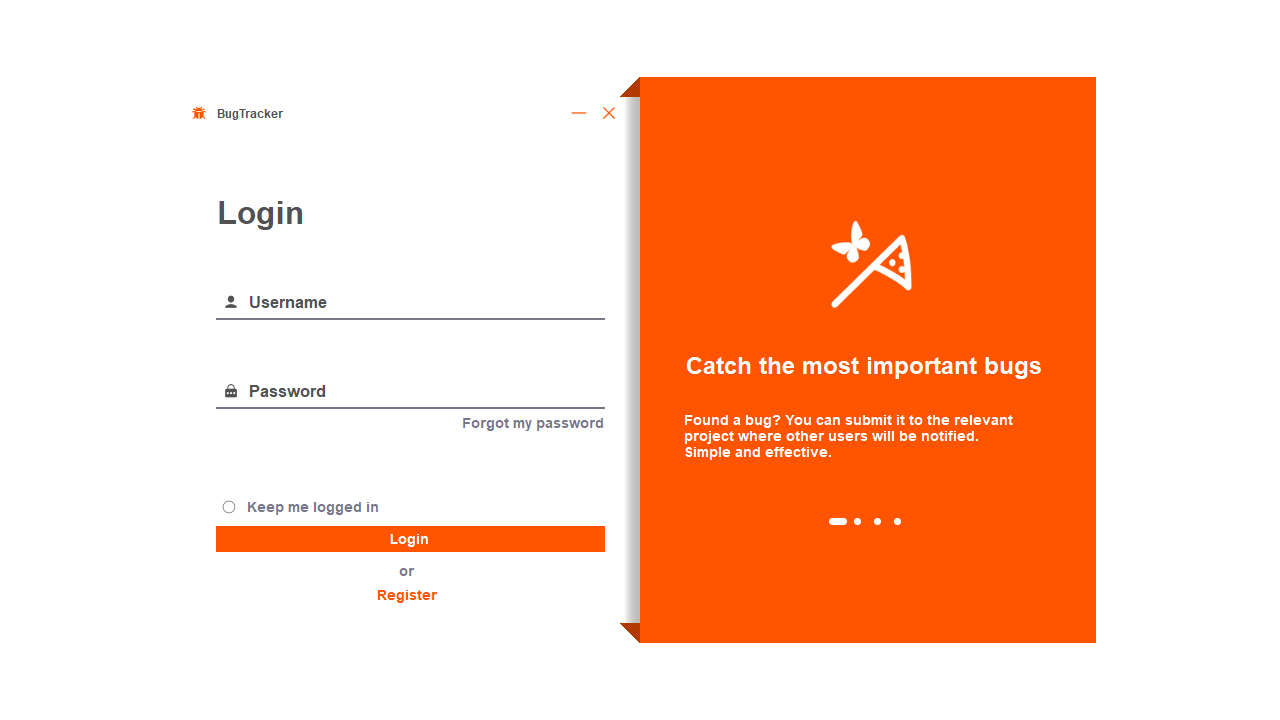 BugTracker
Login
Username
Password
Forgot my password
Keep me logged in
Login
or
Register
Catch the most important bugs
Found a bug? You can submit it to the relevant
project where other users will be notified.
Simple and effective.